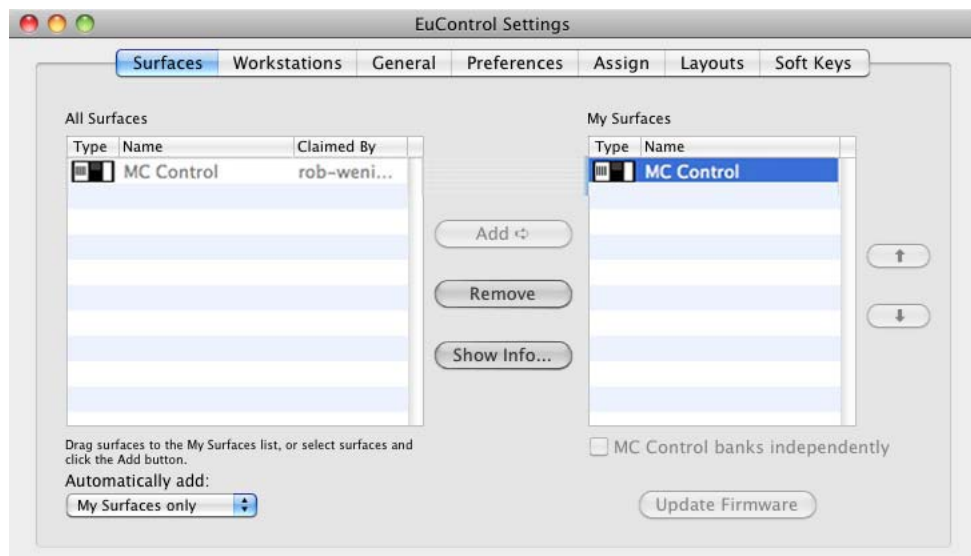 EuControl Settings
Surfaces Workstations General Preferences Assign Layouts Soft Keys
All Surfaces
Type Name Claimed By
MC Control rob-weni...
Add
Remove
Show Info...
My Surfaces
Type Name
MC Control
Drag surfaces to the My Surfaces list, or select surfaces and
click the Add button.
Automatically add:
My Surfaces only
MC Control banks independently
Update Firmware